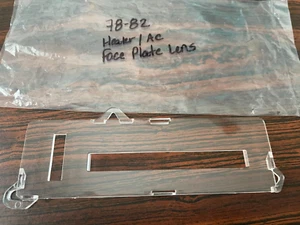 78-82
Heater / AC
Face Plate Lens